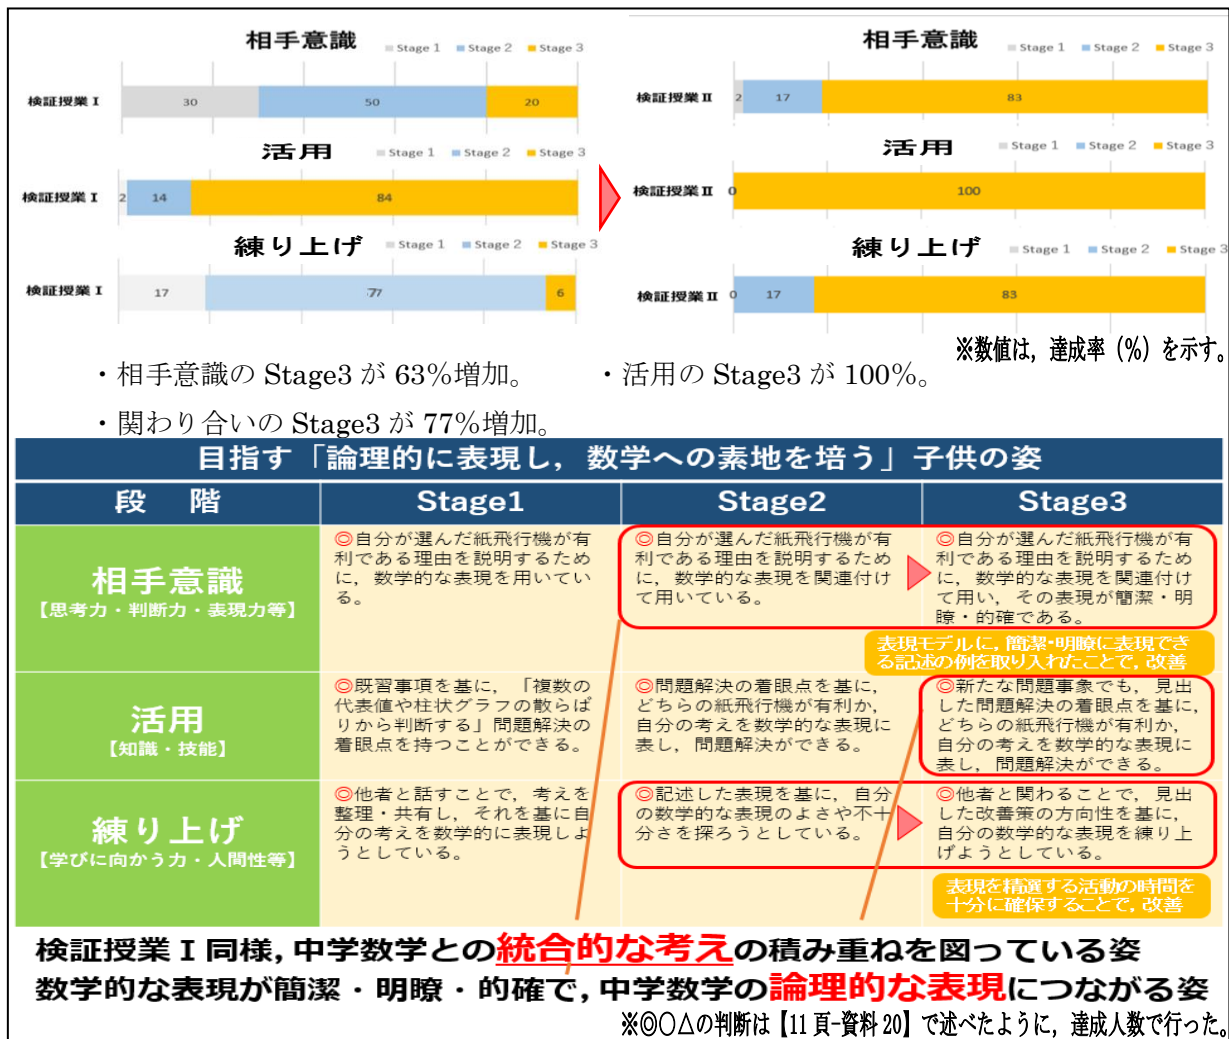 相手意識
Stage 1 Stage 2 Stage 3
検証授業Ⅰ 30 50 20
活用
Stage 1 Stage 2 Stage 3
検証授業Ⅰ 2 14 84
練り上げ
Stage 1 Stage 2 Stage 3
検証授業Ⅰ 17 77 6
相手意識
Stage 1 Stage 2 Stage 3
検証授業Ⅱ 2 17 83
活用
Stage 1 Stage 2 Stage 3
検証授業Ⅱ 0 100
練り上げ
Stage 1 Stage 2 Stage 3
検証授業Ⅱ 0 17 83
※数値は，達成率（%）を示す。
・相手意識の Stage3 が 63%増加。 ・活用の Stage3 が 100%。
・関わり合いの Stage3 が 77%増加。
目指す「論理的に表現し，数学への素地を培う」子供の姿
段 階 Stage1 Stage2 Stage3
相手意識
【思考力・判断力・表現力等】
◎自分が選んだ紙飛行機が有
利である理由を説明するため
に，数学的な表現を用いてい
る。
◎自分が選んだ紙飛行機が有
利である理由を説明するため
に，数学的な表現を関連付け
て用いている。
◎自分が選んだ紙飛行機が有
利である理由を説明するため
に，数学的な表現を関連付け
て用い，その表現が簡潔・明
瞭・的確である。
表現モデルに，簡潔・明瞭に表現でき
る記述の例を取り入れたことで，改善
活用
【知識・技能】
◎既習事項を基に，「複数の
代表値や柱状グラフの散らば
りから判断する」問題解決の
着眼点を持つことができる。
◎問題解決の着眼点を基に，
どちらの紙飛行機が有利か，
自分の考えを数学的な表現に
表し，問題解決ができる。
◎新たな問題事象でも，見出
した問題解決の着眼点を基に，
どちらの紙飛行機が有利か，
自分の考えを数学的な表現に
表し，問題解決ができる。
練り上げ
【学びに向かう力・人間性等】
◎他者と話すことで，考えを
整理・共有し，それを基に自
分の考えを数学的に表現しよ
うとしている。
◎記述した表現を基に，自分
の数学的な表現のよさや不十
分さを探ろうとしている。
◎他者と関わることで，見出
した改善策の方向性を基に，
自分の数学的な表現を練り上
げようとしている。
表現を精選する活動の時間を
十分に確保することで，改善
検証授業Ⅰ同様，中学数学との統合的な考えの積み重ねを図っている姿
数学的な表現が簡潔・明瞭・的確で，中学数学の論理的な表現につながる姿
※◎○△の判断は【11 頁-資料 20】で述べたように，達成人数で行った。